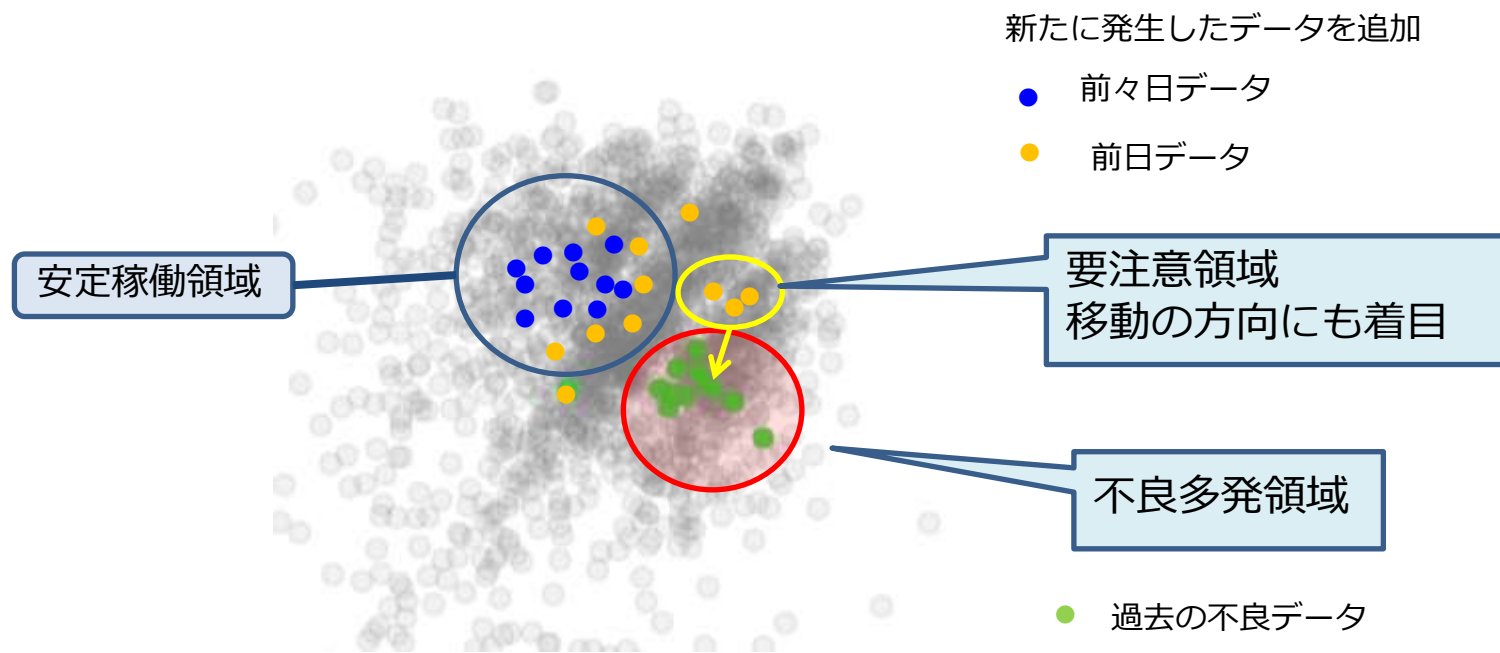 新たに発生したデータを追加
前々日データ
前日データ
安定稼働領域
要注意領域
移動の方向にも着目
不良多発領域
過去の不良データ